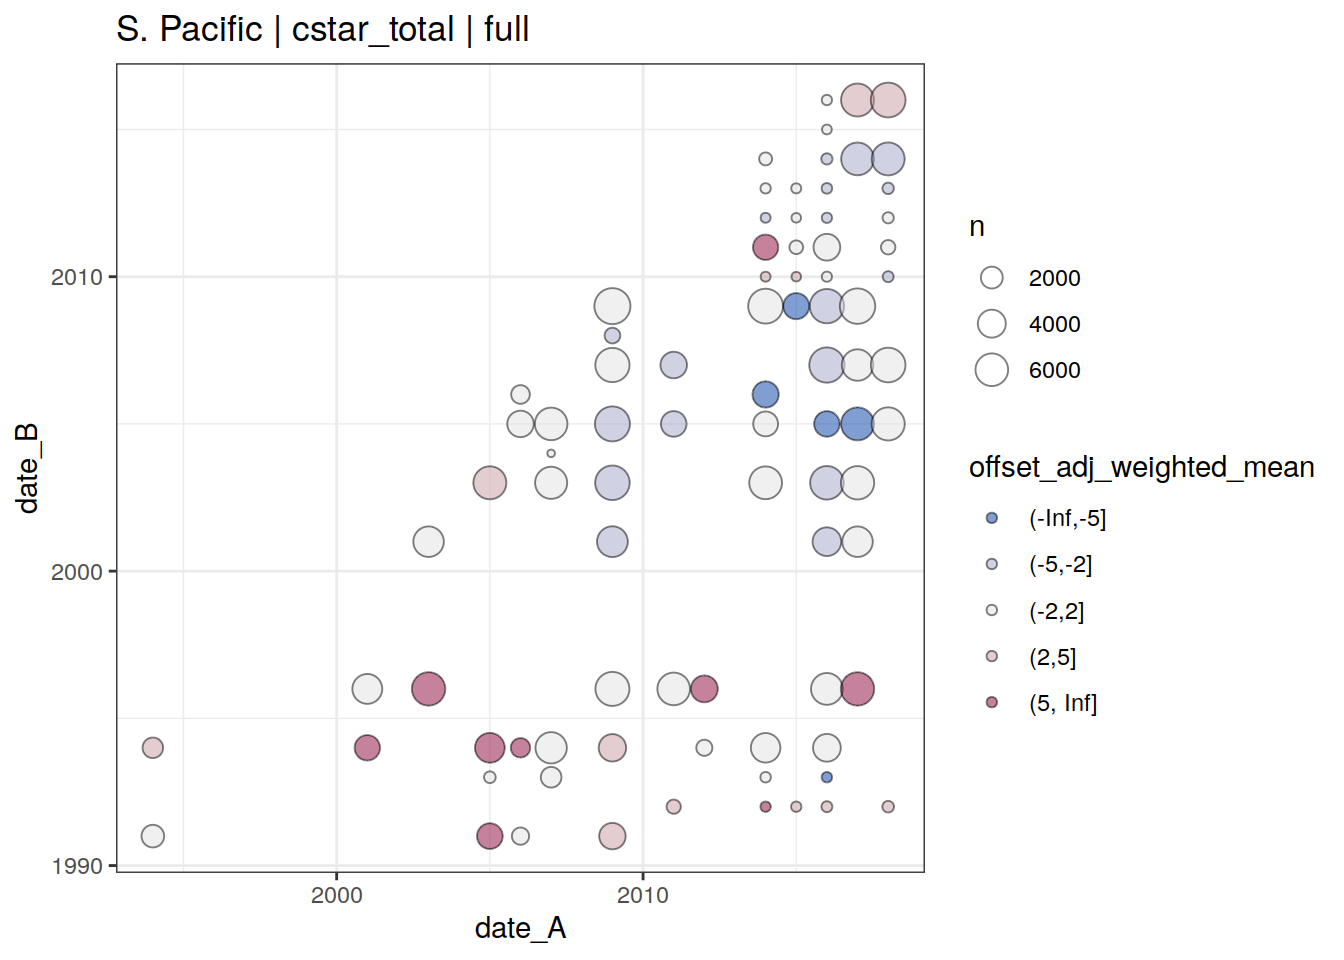 S. Pacific | cstar_total | full
date_B
2010
2000
1990
2000
2010
date_A
n
2000
4000
6000
offset_adj_weighted_mean
(-Inf,-5]
(-5,-2]
(-2,2]
(2,5]
(5, Inf]